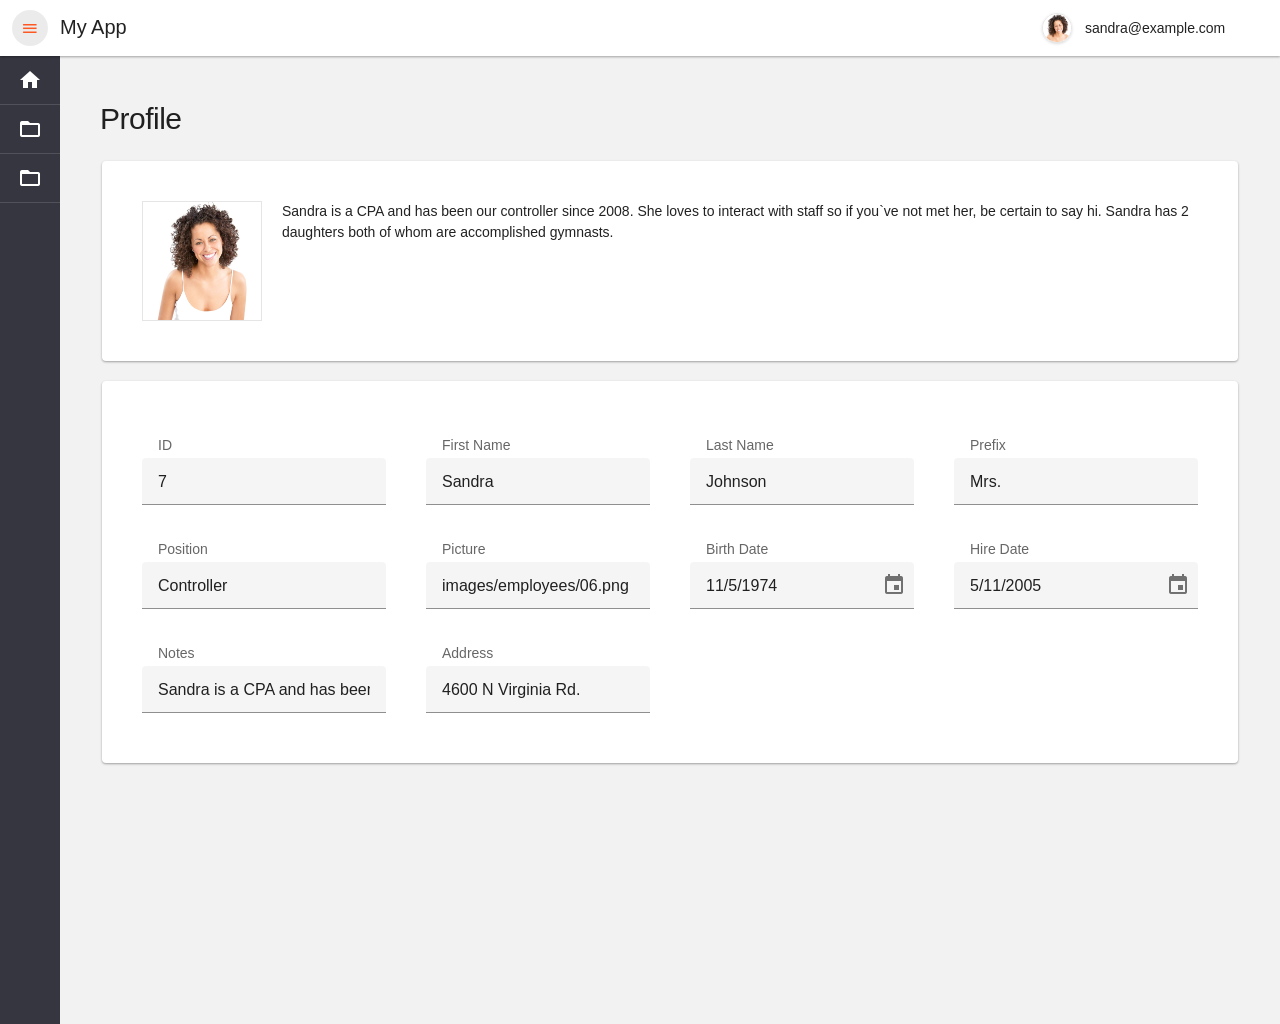 My App
sandra@example.com
Profile
Sandra is a CPA and has been our controller since 2008. She loves to interact with staff so if you`ve not met her, be certain to say hi. Sandra has 2
daughters both of whom are accomplished gymnasts.
ID
First Name
Last Name
Prefix
7
Sandra
Johnson
Mrs.
Position
Picture
Birth Date
Hire Date
Controller
images/employees/06.png
11/5/1974
5/11/2005
Notes
Address
Sandra is a CPA and has been
4600 N Virginia Rd.